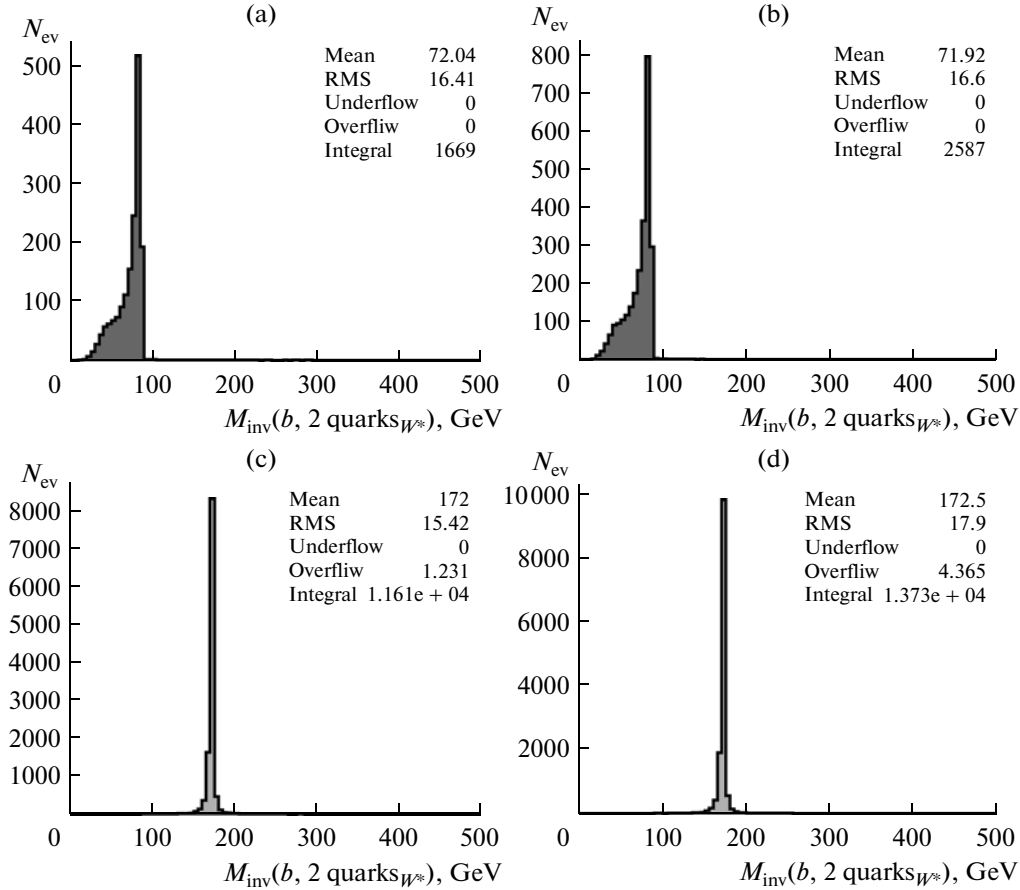 (a)
N_ev
Mean 72.04
RMS 16.41
Underflow 0
Overfliw 0
Integral 1669
500
400
300
200
100
0 100 200 300 400 500
M_inv(b, 2 quarks_W*), GeV
(b)
N_ev
Mean 71.92
RMS 16.6
Underflow 0
Overfliw 0
Integral 2587
800
700
600
500
400
300
200
100
0 100 200 300 400 500
M_inv(b, 2 quarks_W*), GeV
(c)
N_ev
Mean 172
RMS 15.42
Underflow 0
Overfliw 1.231
Integral 1.161e + 04
8000
7000
6000
5000
4000
3000
2000
1000
0 100 200 300 400 500
M_inv(b, 2 quarks_W*), GeV
(d)
N_ev
Mean 172.5
RMS 17.9
Underflow 0
Overfliw 4.365
Integral 1.373e + 04
10000
8000
6000
4000
2000
0 100 200 300 400 500
M_inv(b, 2 quarks_W*), GeV